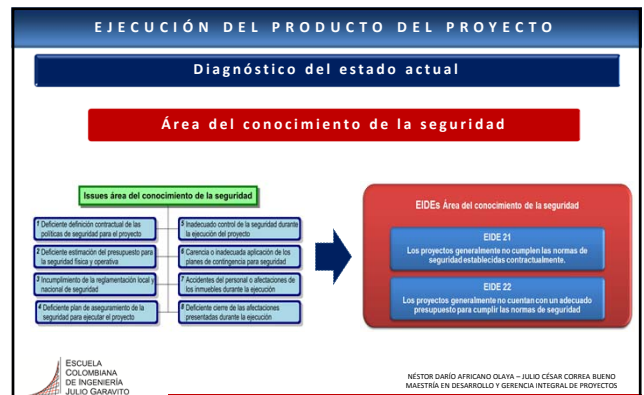 EJECUCIÓN DEL PRODUCTO DEL PROYECTO
Diagnóstico del estado actual
Área del conocimiento de la seguridad
Issues área del conocimiento de la seguridad
1 Deficiente definición contractual de las
políticas de seguridad para el proyecto
2 Deficiente estimación del presupuesto para
la seguridad física y operativa
3 Incumplimiento de la reglamentación local y
nacional de seguridad
4 Deficiente plan de aseguramiento de la
seguridad para ejecutar el proyecto
5 Inadecuado control de la seguridad durante
la ejecución del proyecto
6 Carencia o inadecuada aplicación de los
planes de contingencia para seguridad
7 Accidentes del personal o afectaciones de
los inmuebles durante la ejecución
8 Deficiente cierre de las afectaciones
presentadas durante la ejecución
EIDEs Área del conocimiento de la seguridad
EIDE 21
Los proyectos generalmente no cumplen las normas de
seguridad establecidas contractualmente.
EIDE 22
Los proyectos generalmente no cuentan con un adecuado
presupuesto para cumplir las normas de seguridad
ESCUELA
COLOMBIANA
DE INGENIERÍA
JULIO GARAVITO
NÉSTOR DARÍO AFRICANO OLAYA – JULIO CÉSAR CORREA BUENO
MAESTRÍA EN DESARROLLO Y GERENCIA INTEGRAL DE PROYECTOS